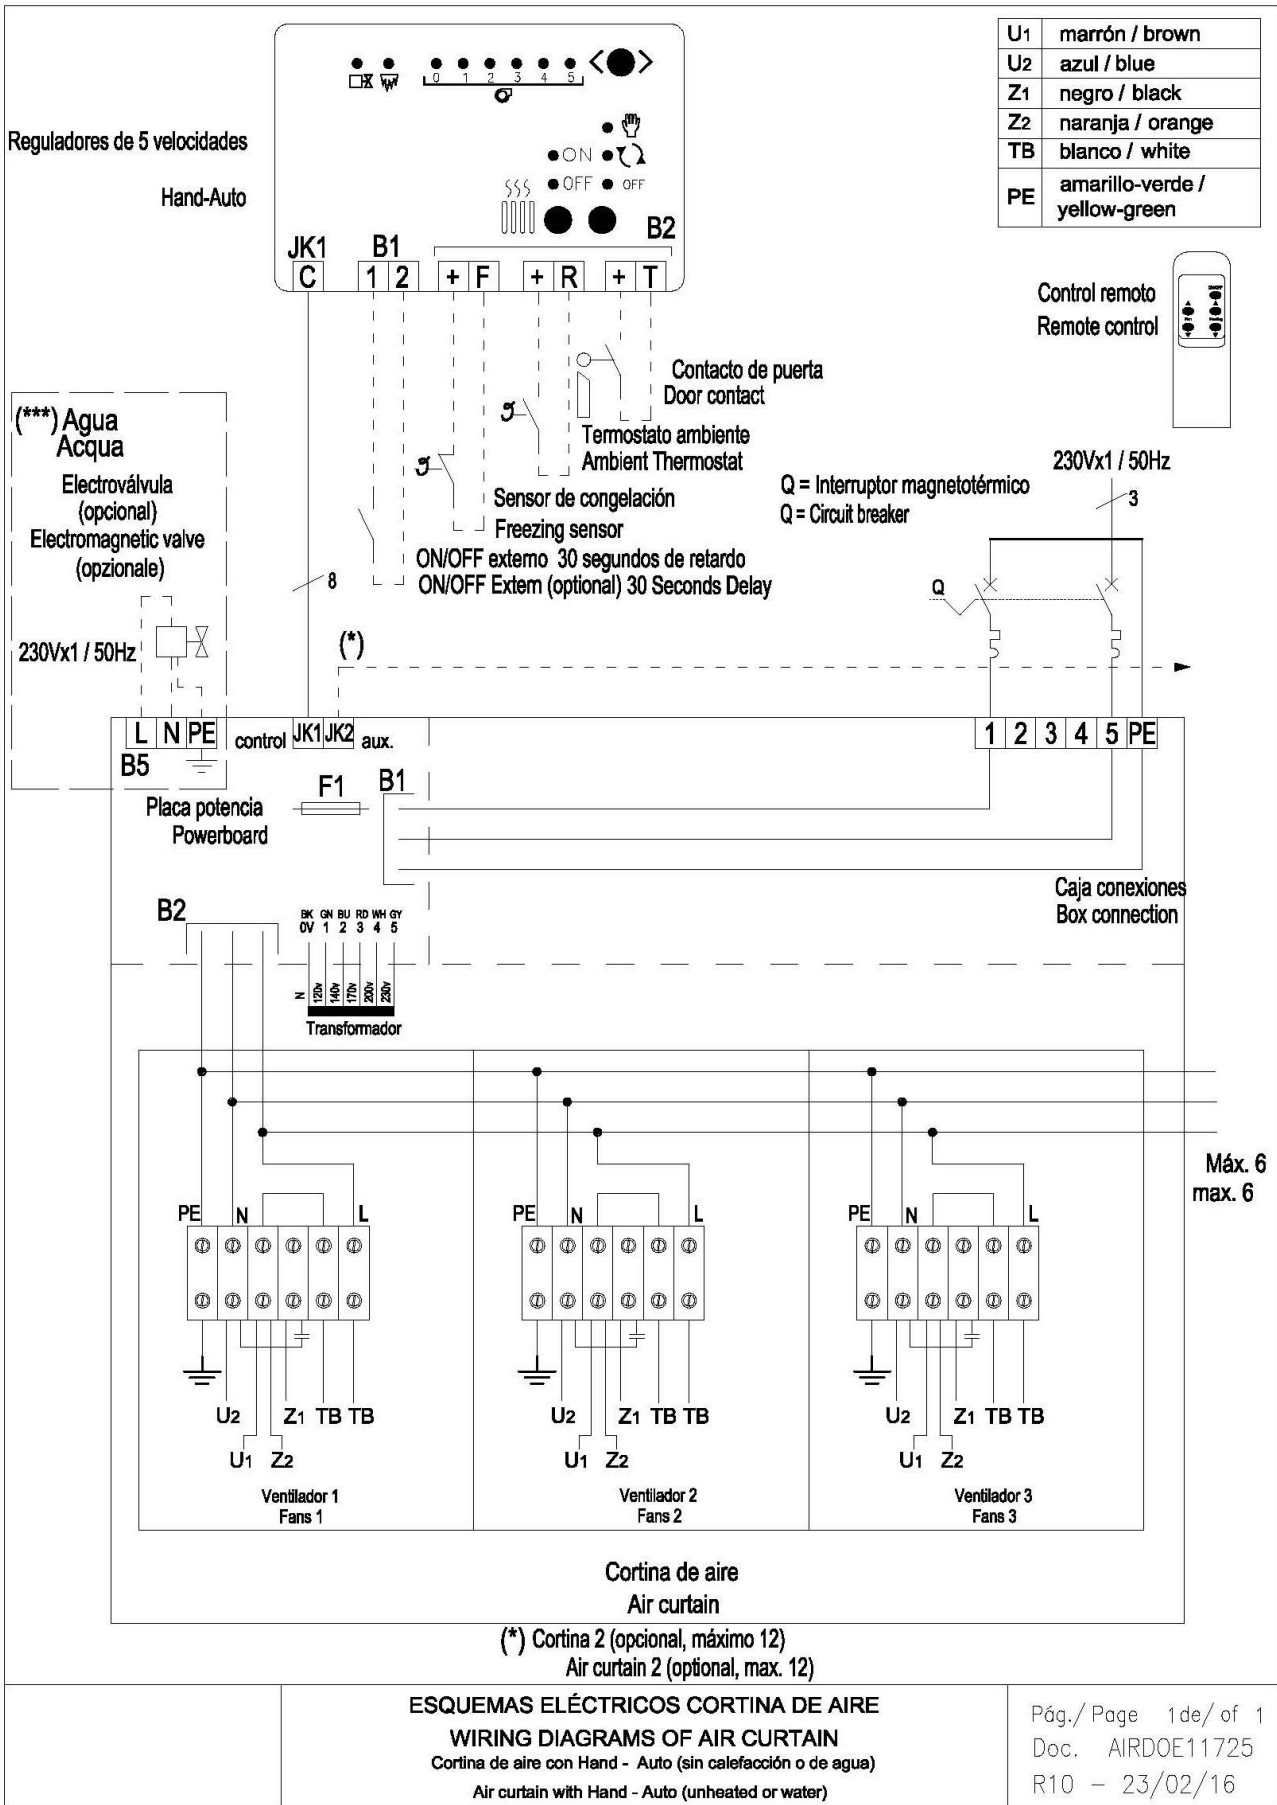 U1 marrón / brown
U2 azul / blue
Z1 negro / black
Z2 naranja / orange
TB blanco / white
PE amarillo-verde /
yellow-green
0 1 2 3 4 5
Reguladores de 5 velocidades
Hand-Auto
ON
OFF OFF
B2
JK1 B1
C 1 2 + F + R + T
Control remoto
Remote control
Contacto de puerta
Door contact
Termostato ambiente
Ambient Thermostat
Sensor de congelación
Freezing sensor
ON/OFF externo 30 segundos de retardo
ON/OFF Extern (optional) 30 Seconds Delay
(***) Agua
Acqua
Electroválvula
(opcional)
Electromagnetic valve
(opzionale)
230Vx1 / 50Hz
8
(*)
230Vx1 / 50Hz
3
Q = Interruptor magnetotérmico
Q = Circuit breaker
Q
L N PE control JK1 JK2 aux.
B5
1 2 3 4 5 PE
F1 B1
Placa potencia
Powerboard
Caja conexiones
Box connection
B2
BK GN BU RD WH GY
0V 1 2 3 4 5
N 120v 140v 170v 200v 230v
Transformador
Máx. 6
max. 6
PE N L PE N L PE N L
U2 Z1 TB TB U2 Z1 TB TB U2 Z1 TB TB
U1 Z2 U1 Z2 U1 Z2
Ventilador 1
Fans 1
Ventilador 2
Fans 2
Ventilador 3
Fans 3
Cortina de aire
Air curtain
(*) Cortina 2 (opcional, máximo 12)
Air curtain 2 (optional, max. 12)
ESQUEMAS ELÉCTRICOS CORTINA DE AIRE
WIRING DIAGRAMS OF AIR CURTAIN
Cortina de aire con Hand - Auto (sin calefacción o de agua)
Air curtain with Hand - Auto (unheated or water)
Pág./ Page 1de/ of 1
Doc. AIRDOE11725
R10 - 23/02/16